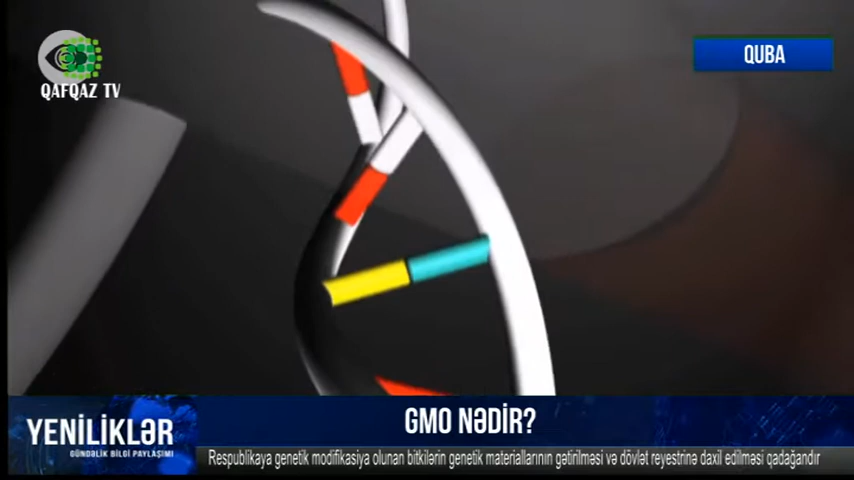 QAFQAZ TV
QUBA
GMO NƏDİR?
YENİLİKLƏR
GÜNDƏLİK BİLGİ PAYLAŞIMI
Respublikaya genetik modifikasiya olunan bitkilərin genetik materiallarının gətirilməsi və dövlət reyestrinə daxil edilməsi qadağandır